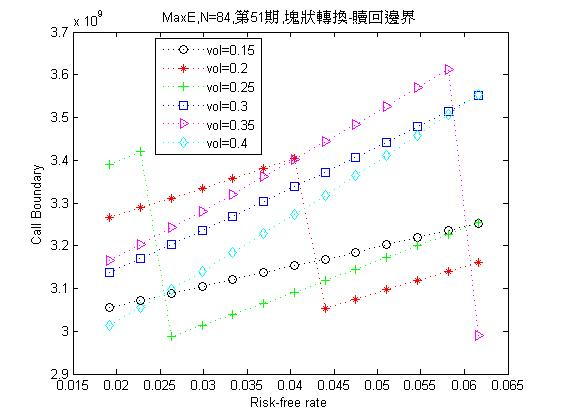 MaxE,N=84,第51期,塊狀轉換-贖回邊界
x 10⁹
3.7
3.6
3.5
3.4
3.3
3.2
3.1
3
2.9
Call Boundary
vol=0.15
vol=0.2
vol=0.25
vol=0.3
vol=0.35
vol=0.4
0.015 0.02 0.025 0.03 0.035 0.04 0.045 0.05 0.055 0.06 0.065
Risk-free rate